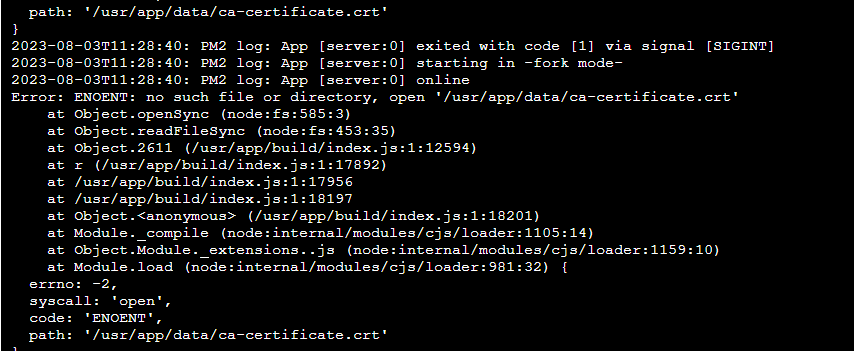 path: '/usr/app/data/ca-certificate.crt'
}
2023-08-03T11:28:40: PM2 log: App [server:0] exited with code [1] via signal [SIGINT]
2023-08-03T11:28:40: PM2 log: App [server:0] starting in -fork mode-
2023-08-03T11:28:40: PM2 log: App [server:0] online
Error: ENOENT: no such file or directory, open '/usr/app/data/ca-certificate.crt'
at Object.openSync (node:fs:585:3)
at Object.readFileSync (node:fs:453:35)
at Object.2611 (/usr/app/build/index.js:1:12594)
at r (/usr/app/build/index.js:1:17892)
at /usr/app/build/index.js:1:17956
at /usr/app/build/index.js:1:18197
at Object.<anonymous> (/usr/app/build/index.js:1:18201)
at Module._compile (node:internal/modules/cjs/loader:1105:14)
at Object.Module._extensions..js (node:internal/modules/cjs/loader:1159:10)
at Module.load (node:internal/modules/cjs/loader:981:32) {
errno: -2,
syscall: 'open',
code: 'ENOENT',
path: '/usr/app/data/ca-certificate.crt'
}